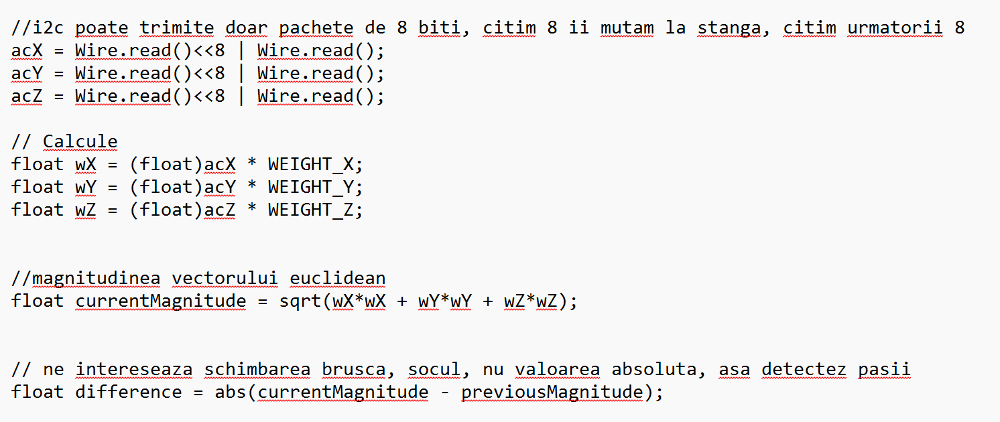 //i2c poate trimite doar pachete de 8 biti, citim 8 ii mutam la stanga, citim urmatorii 8
acX = Wire.read()<<8 | Wire.read();
acY = Wire.read()<<8 | Wire.read();
acZ = Wire.read()<<8 | Wire.read();
// Calcule
float wX = (float)acX * WEIGHT_X;
float wY = (float)acY * WEIGHT_Y;
float wZ = (float)acZ * WEIGHT_Z;
//magnitudinea vectorului euclidean
float currentMagnitude = sqrt(wX*wX + wY*wY + wZ*wZ);
// ne intereseaza schimbarea brusca, socul, nu valoarea absoluta, asa detectez pasii
float difference = abs(currentMagnitude - previousMagnitude);